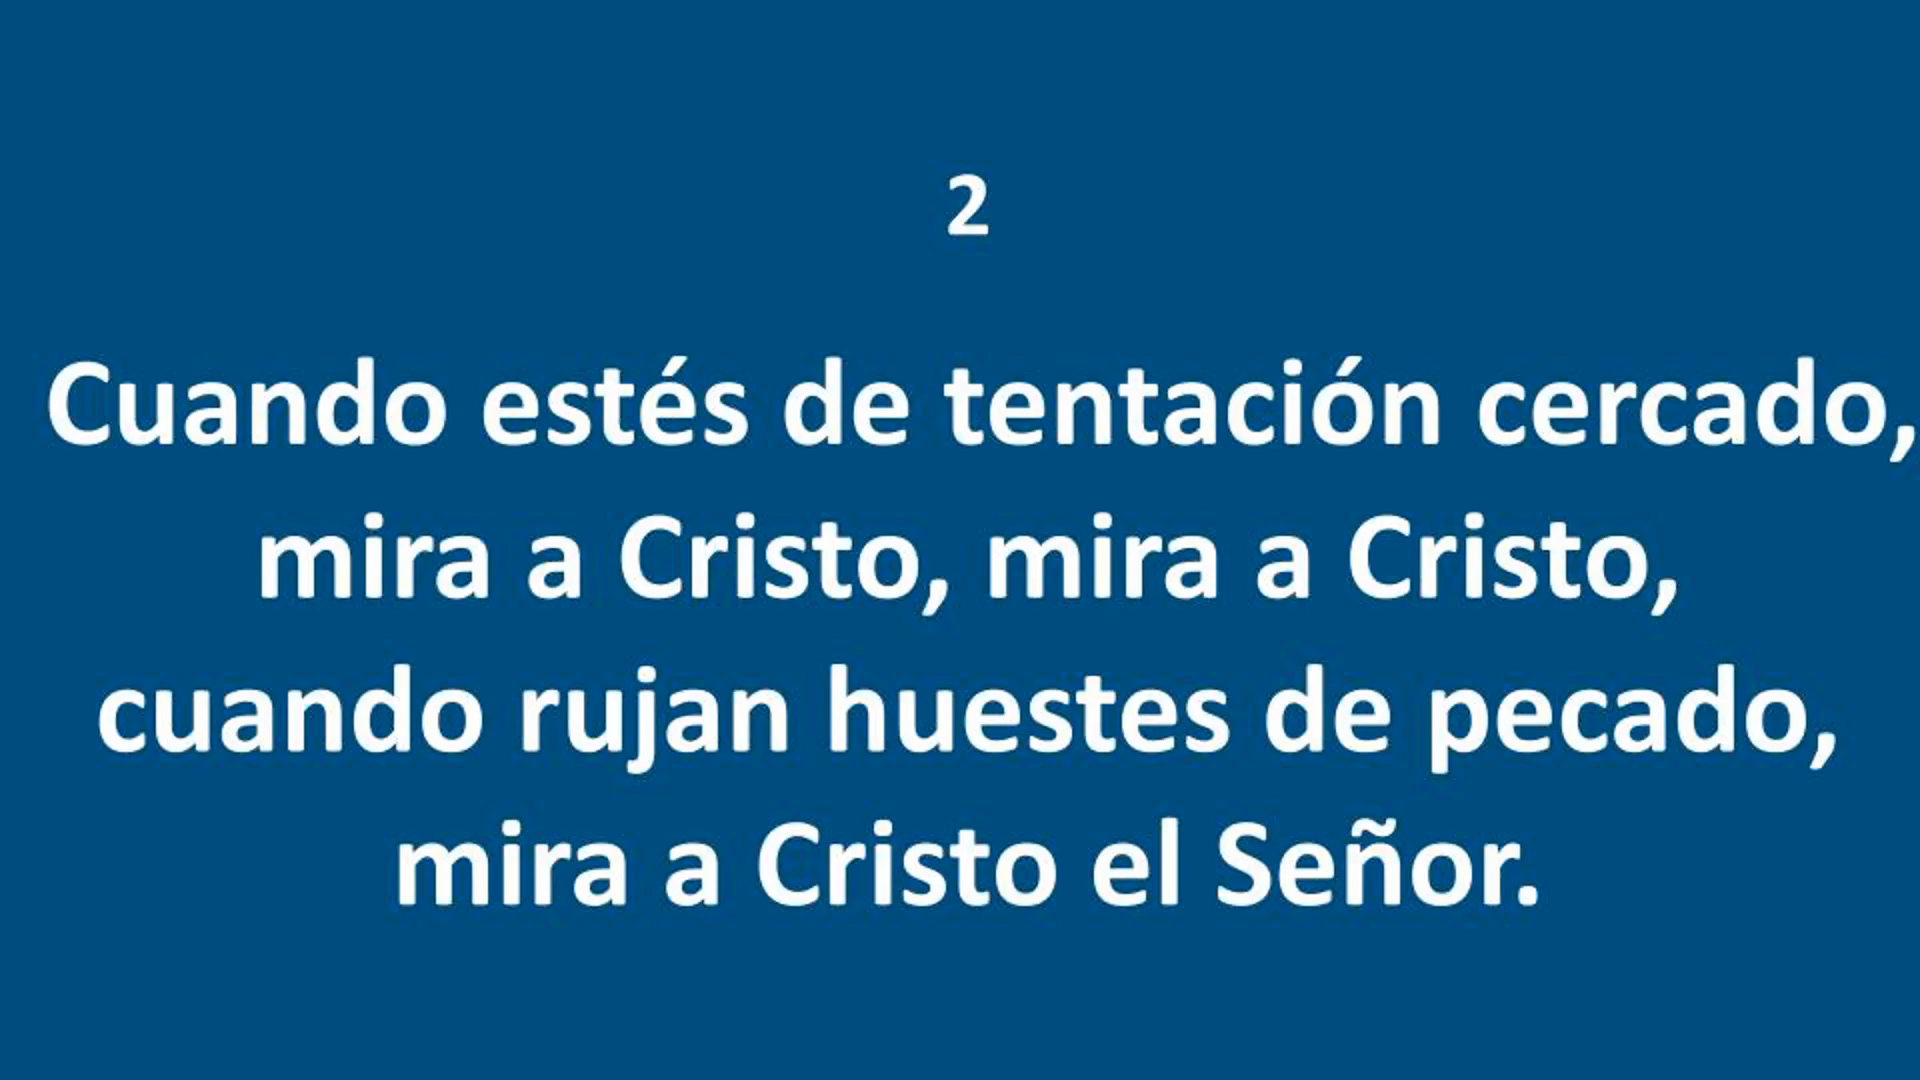 2
Cuando estés de tentación cercado,
mira a Cristo, mira a Cristo,
cuando rujan huestes de pecado,
mira a Cristo el Señor.